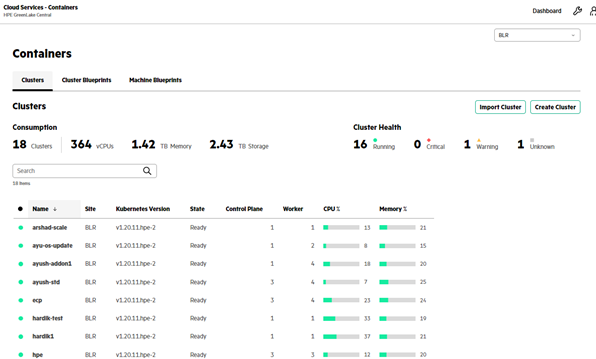 Cloud Services - Containers
HPE GreenLake Central
Dashboard
BLR
Containers
Clusters Cluster Blueprints Machine Blueprints
Clusters
Import Cluster Create Cluster
Consumption
18 Clusters 364 vCPUs 1.42 TB Memory 2.43 TB Storage
Cluster Health
16 Running 0 Critical 1 Warning 1 Unknown
Search
18 items
Name Site Kubernetes Version State Control Plane Worker CPU % Memory %
arshad-scale BLR v1.20.11.hpe-2 Ready 1 1 13 21
ayu-os-update BLR v1.20.11.hpe-2 Ready 1 2 8 15
ayush-addon1 BLR v1.20.11.hpe-2 Ready 1 4 18 20
ayush-std BLR v1.20.11.hpe-2 Ready 3 4 7 25
ecp BLR v1.20.11.hpe-2 Ready 3 4 23 24
hardik-test BLR v1.20.11.hpe-2 Ready 1 1 33 19
hardik1 BLR v1.20.11.hpe-2 Ready 1 1 37 21
hpe BLR v1.20.11.hpe-2 Ready 3 3 12 20